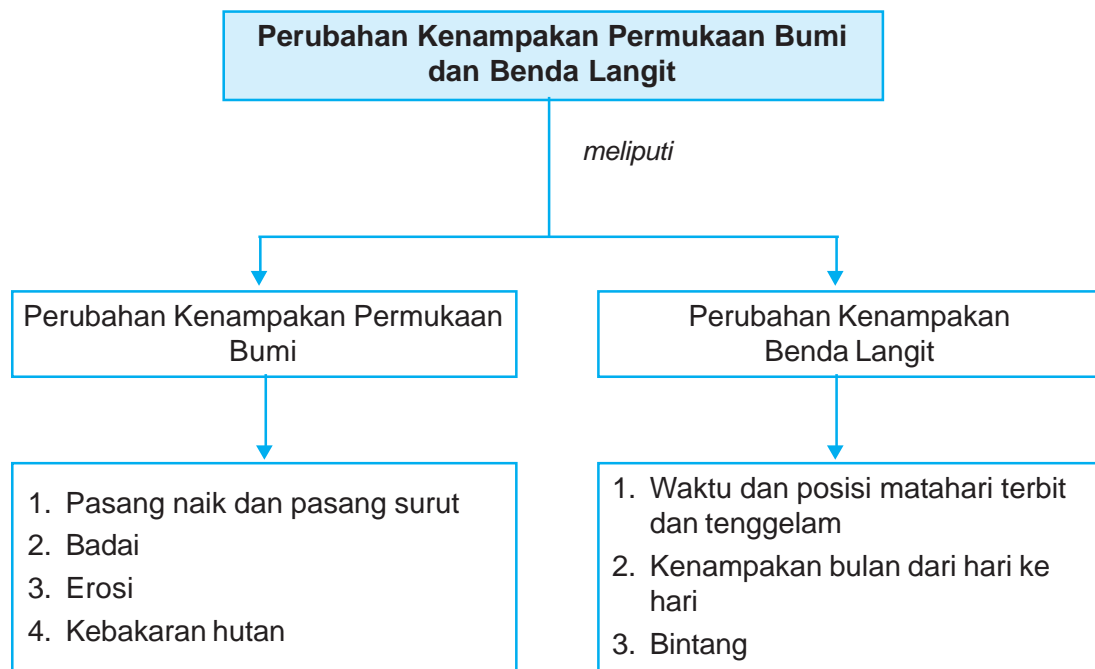 Perubahan Kenampakan Permukaan Bumi
dan Benda Langit
meliputi
Perubahan Kenampakan Permukaan
Bumi
Perubahan Kenampakan
Benda Langit
1. Pasang naik dan pasang surut
2. Badai
3. Erosi
4. Kebakaran hutan
1. Waktu dan posisi matahari terbit
dan tenggelam
2. Kenampakan bulan dari hari ke
hari
3. Bintang